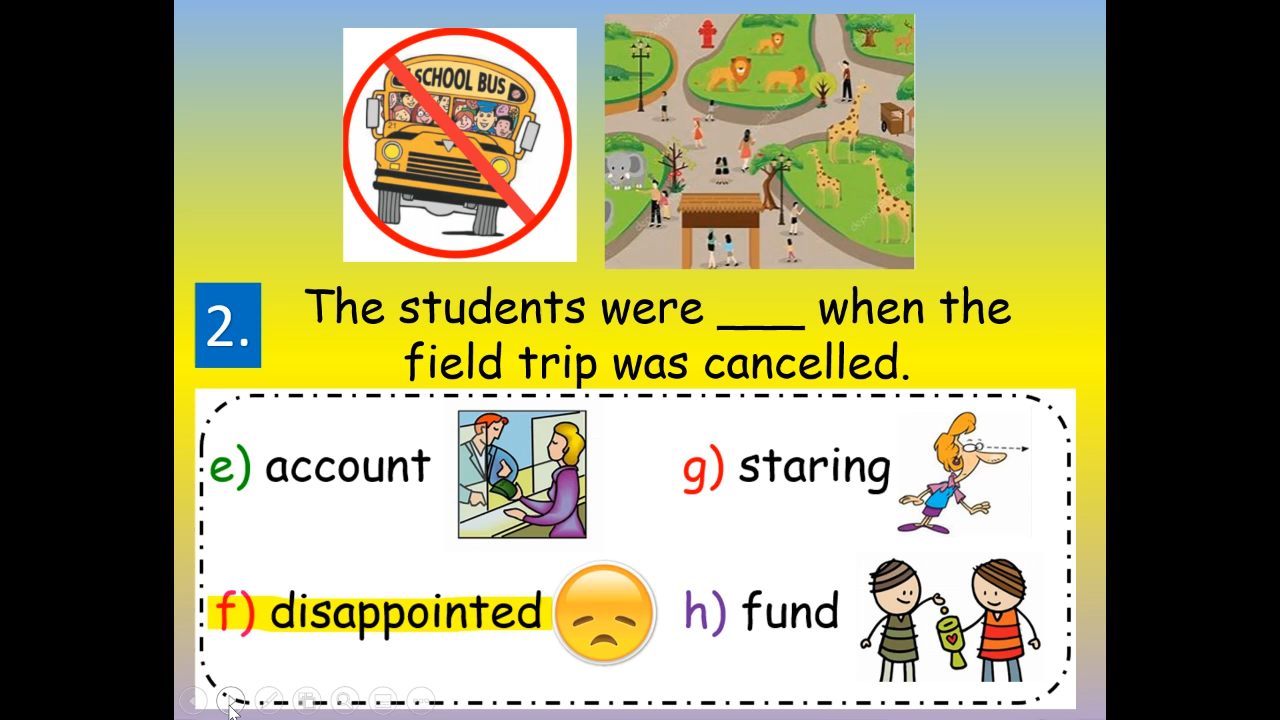 SCHOOL BUS
2.
The students were ___ when the
field trip was cancelled.
e) account
g) staring
f) disappointed
h) fund